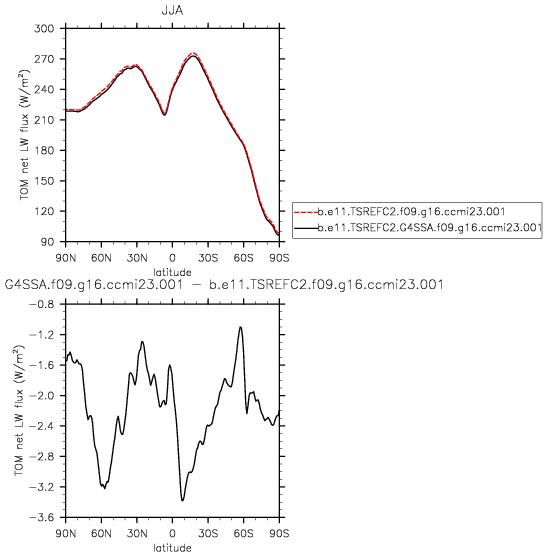 JJA
TOM net LW flux (W/m²)
300
270
240
210
180
150
120
90
90N 60N 30N 0 30S 60S 90S
latitude
b.e11.TSREFC2.f09.g16.ccmi23.001
b.e11.TSREFC2.G4SSA.f09.g16.ccmi23.001
G4SSA.f09.g16.ccmi23.001 − b.e11.TSREFC2.f09.g16.ccmi23.001
TOM net LW flux (W/m²)
−0.8
−1.2
−1.6
−2.0
−2.4
−2.8
−3.2
−3.6
90N 60N 30N 0 30S 60S 90S
latitude